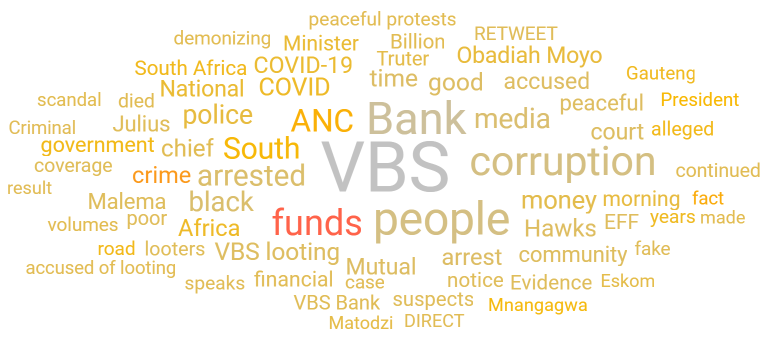 peaceful protests
demonizing
Minister
Billion
RETWEET
Truter
Obadiah Moyo
South Africa
COVID-19
time
good
accused
Gauteng
National
COVID
scandal
died
police
ANC
Bank
media
peaceful
President
Criminal
Julius
court
alleged
government
chief
South
VBS
corruption
coverage
crime
arrested
continued
result
Malema
black
funds
people
money
morning
fact
volumes
poor
Africa
Hawks
EFF
years
made
road
looters
VBS looting
arrest
community
fake
accused of looting
Mutual
speaks
financial
case
notice
Evidence
Eskom
VBS Bank
suspects
Mnangagwa
Matodzi
DIRECT